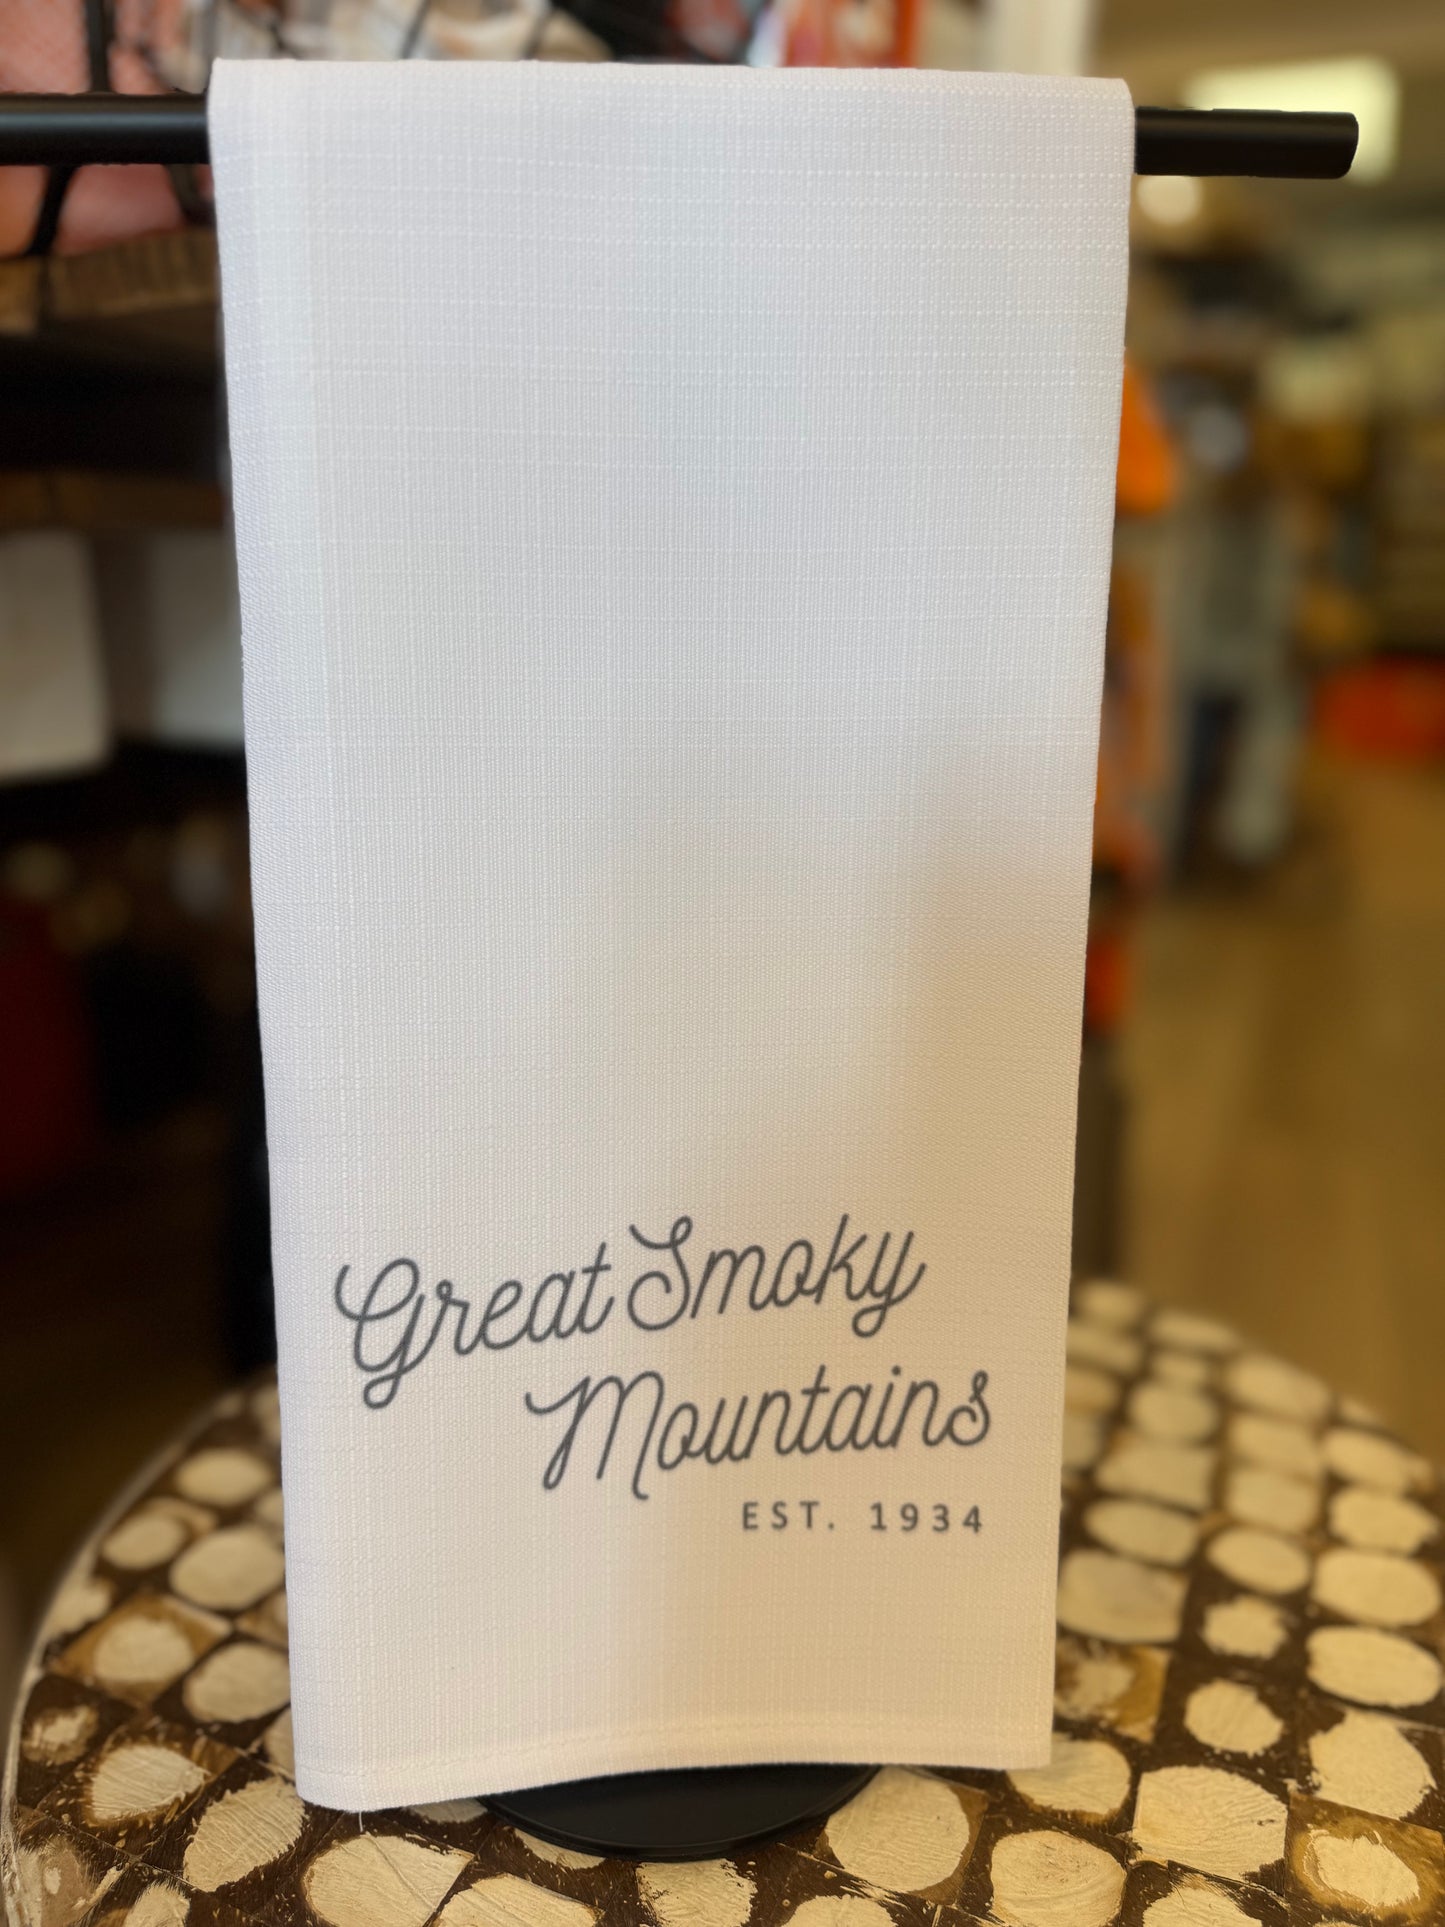 Great Smoky
Mountains
EST. 1934